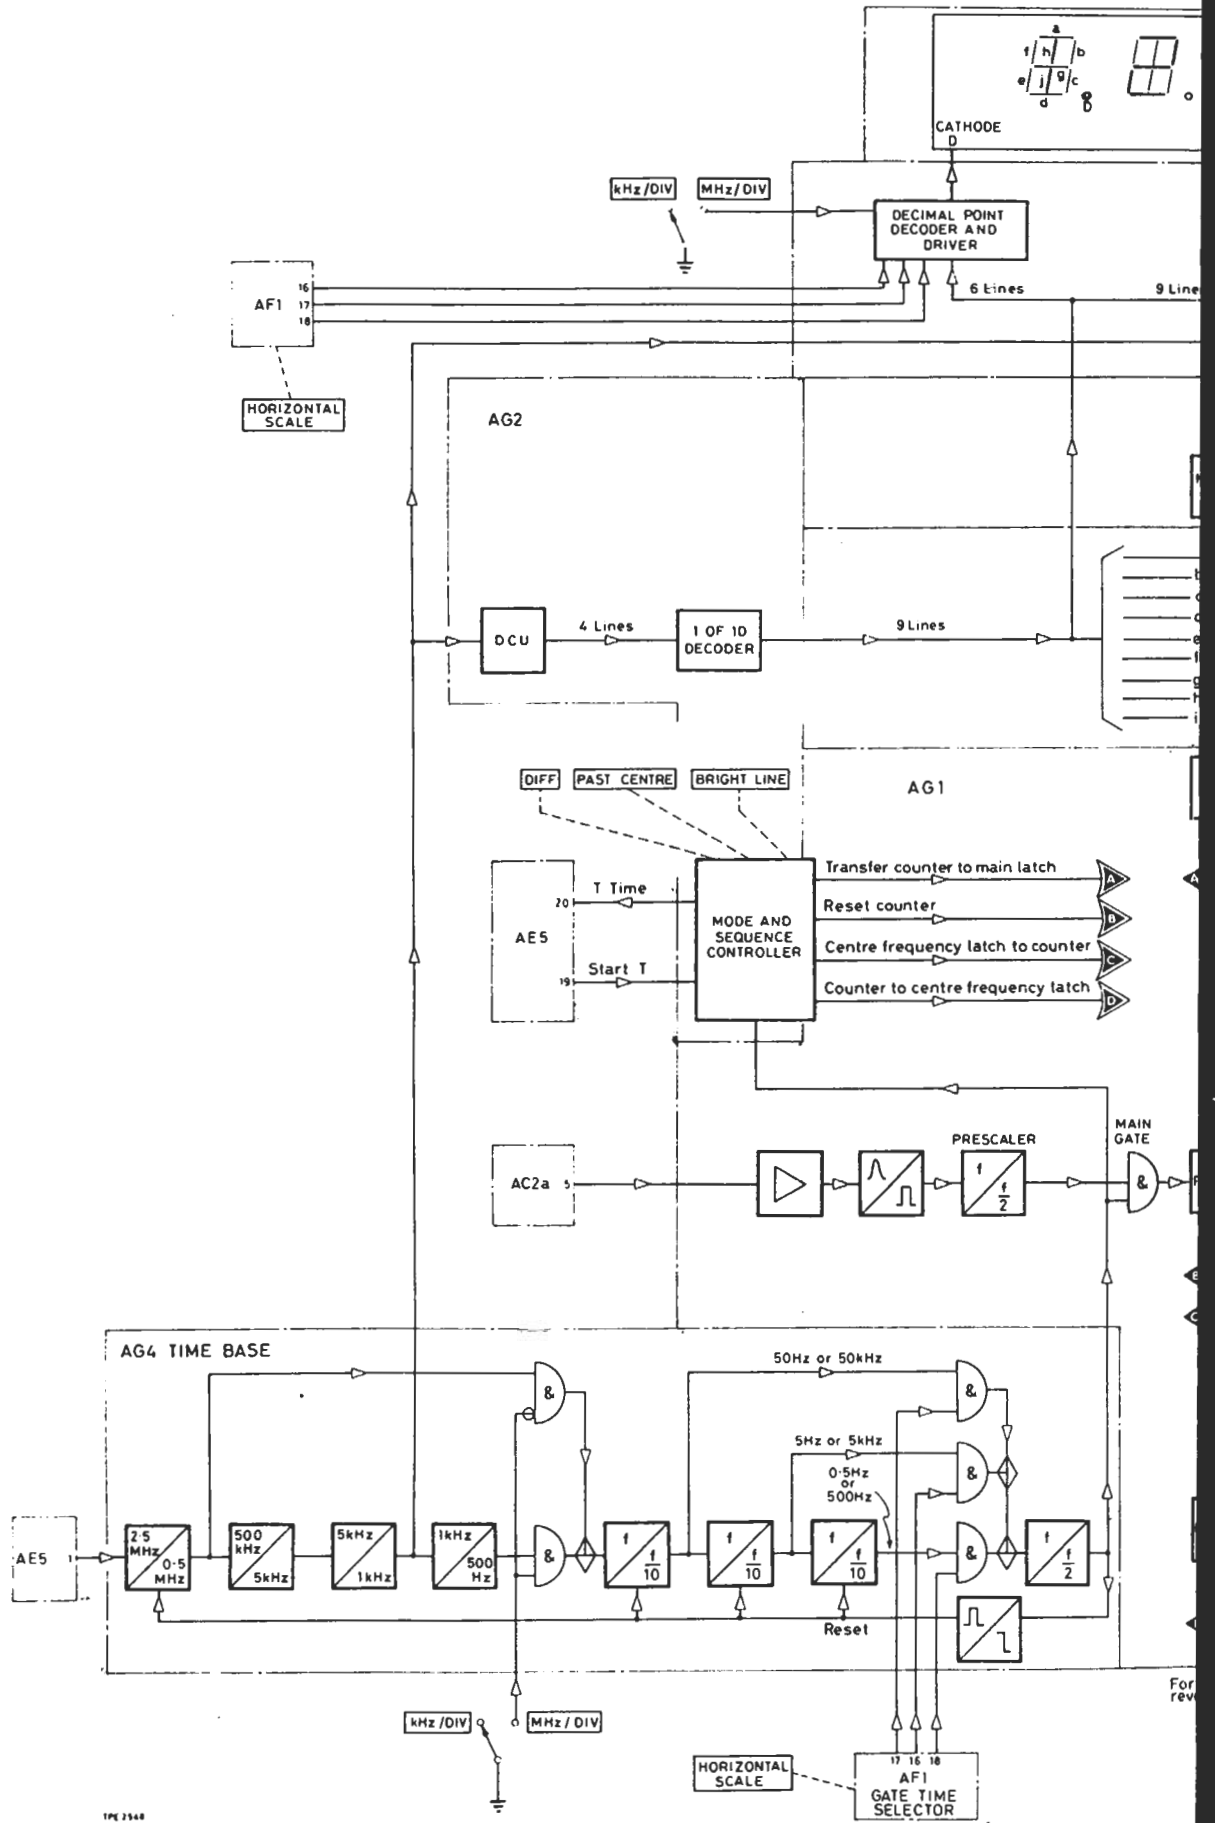 a
f h b
e j g c
d
D
CATHODE
D
kHz/DIV
MHz/DIV
DECIMAL POINT
DECODER AND
DRIVER
AF1
16
17
18
6 Lines
9 Line
HORIZONTAL
SCALE
AG2
DCU
4 Lines
1 OF 10
DECODER
9 Lines
DIFF
PAST CENTRE
BRIGHT LINE
AG1
AE5
20
19
T Time
Start T
MODE AND
SEQUENCE
CONTROLLER
Transfer counter to main latch
A
Reset counter
B
Centre frequency latch to counter
C
Counter to centre frequency latch
D
AC2a
5
PRESCALER
f
f
2
MAIN
GATE
&
AG4 TIME BASE
&
50Hz or 50kHz
&
5Hz or 5kHz
&
0·5Hz
or
500Hz
AE5
1
2·5
MHz
0·5
MHz
500
kHz
5kHz
5kHz
1kHz
1kHz
500
Hz
&
f
f
10
f
f
10
f
f
10
&
f
f
2
Reset
For
rev
kHz/DIV
MHz/DIV
HORIZONTAL
SCALE
17 16 18
AF1
GATE TIME
SELECTOR
TPE 2568